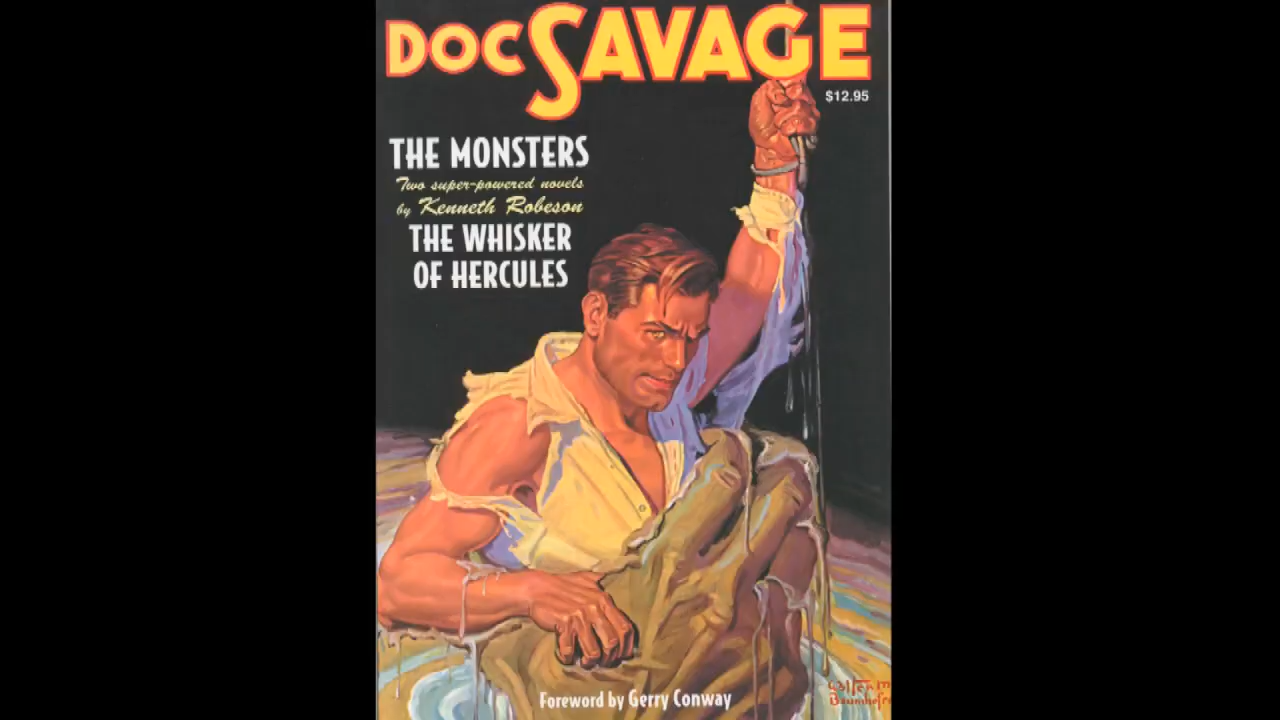 DOC SAVAGE
$12.95
THE MONSTERS
Two super-powered novels
by Kenneth Robeson
THE WHISKER
OF HERCULES
Foreword by Gerry Conway